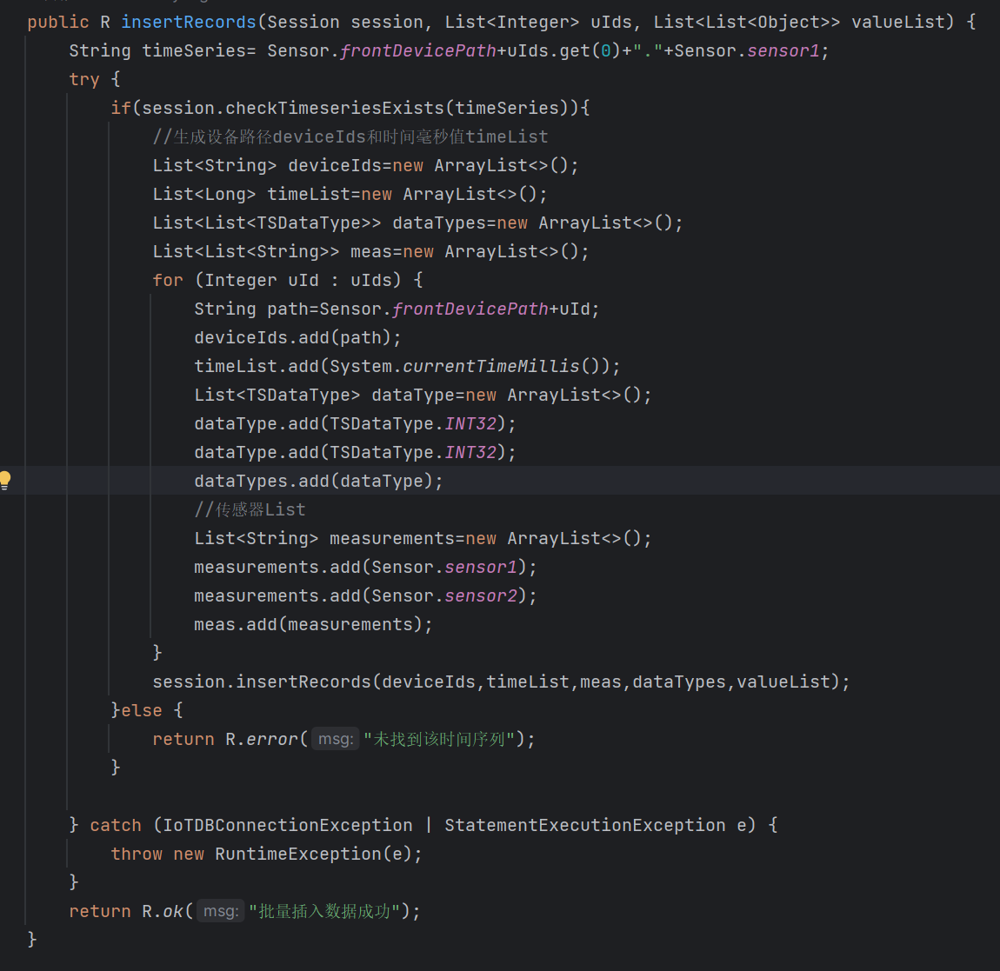 public R insertRecords(Session session, List<Integer> uIds, List<List<Object>> valueList) {
String timeSeries= Sensor.frontDevicePath+uIds.get(0)+"."+Sensor.sensor1;
try {
if(session.checkTimeseriesExists(timeSeries)){
//生成设备路径deviceIds和时间毫秒值timeList
List<String> deviceIds=new ArrayList<>();
List<Long> timeList=new ArrayList<>();
List<List<TSDataType>> dataTypes=new ArrayList<>();
List<List<String>> meas=new ArrayList<>();
for (Integer uId : uIds) {
String path=Sensor.frontDevicePath+uId;
deviceIds.add(path);
timeList.add(System.currentTimeMillis());
List<TSDataType> dataType=new ArrayList<>();
dataType.add(TSDataType.INT32);
dataType.add(TSDataType.INT32);
dataTypes.add(dataType);
//传感器List
List<String> measurements=new ArrayList<>();
measurements.add(Sensor.sensor1);
measurements.add(Sensor.sensor2);
meas.add(measurements);
}
session.insertRecords(deviceIds,timeList,meas,dataTypes,valueList);
}else {
return R.error( msg: "未找到该时间序列");
}
} catch (IoTDBConnectionException | StatementExecutionException e) {
throw new RuntimeException(e);
}
return R.ok( msg: "批量插入数据成功");
}